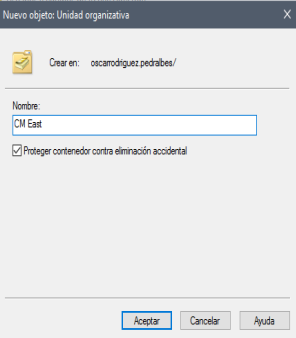 Nuevo objeto: Unidad organizativa
Crear en: oscarrodriguez.pedralbes/
Nombre:
CM East
Proteger contenedor contra eliminación accidental
Aceptar Cancelar Ayuda